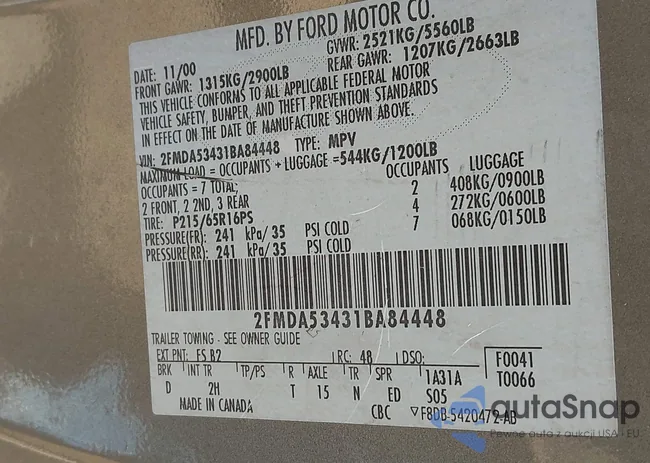 MFD. BY FORD MOTOR CO.
DATE: 11/00 GVWR: 2521KG/5560LB
FRONT GAWR: 1315KG/2900LB REAR GAWR: 1207KG/2663LB
THIS VEHICLE CONFORMS TO ALL APPLICABLE FEDERAL MOTOR
VEHICLE SAFETY, BUMPER, AND THEFT PREVENTION STANDARDS
IN EFFECT ON THE DATE OF MANUFACTURE SHOWN ABOVE.
VIN: 2FMDA53431BA84448 TYPE: MPV
MAXIMUM LOAD = OCCUPANTS + LUGGAGE =544KG/1200LB
OCCUPANTS = 7 TOTAL; OCCUPANTS LUGGAGE
2 FRONT, 2 2ND, 3 REAR 2 408KG/0900LB
TIRE: P215/65R16PS 4 272KG/0600LB
PRESSURE(FR): 241 kPa/35 PSI COLD 7 068KG/0150LB
PRESSURE(RR): 241 kPa/35 PSI COLD
2FMDA53431BA84448
TRAILER TOWING - SEE OWNER GUIDE
EXT PNT: FS B2 RC: 48 DSO: F0041
BRK INT TR TP/PS R AXLE TR SPR 1A31A T0066
D 2H T 15 N ED S05
MADE IN CANADA CBC ▽F8DB-5420472-AB
autoSnap
Pewne auta z aukcji USA i EU